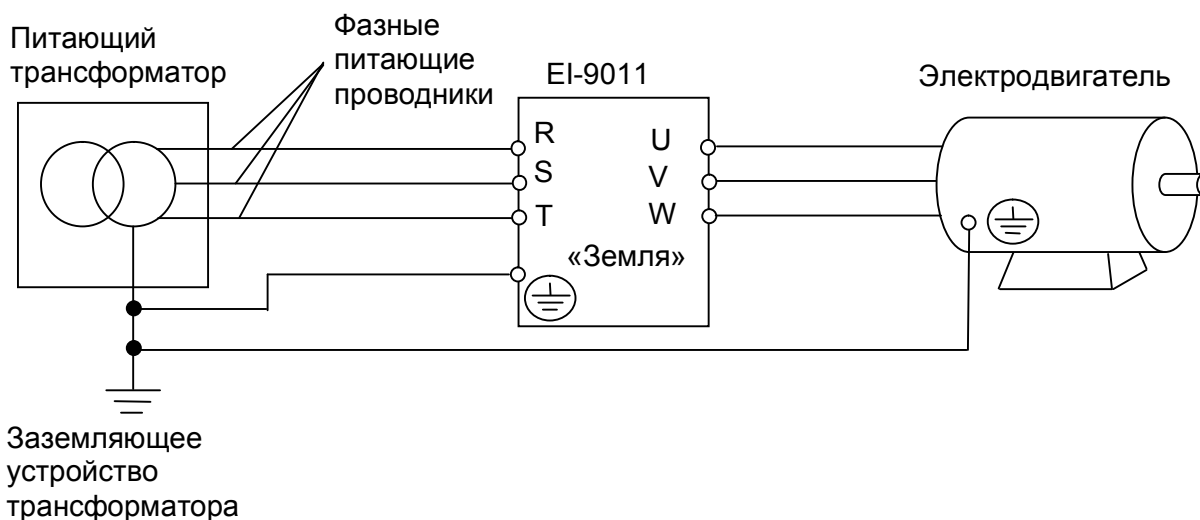 Питающий
трансформатор
Фазные
питающие
проводники
EI-9011
Электродвигатель
R
S
T
U
V
W
«Земля»
Заземляющее
устройство
трансформатора